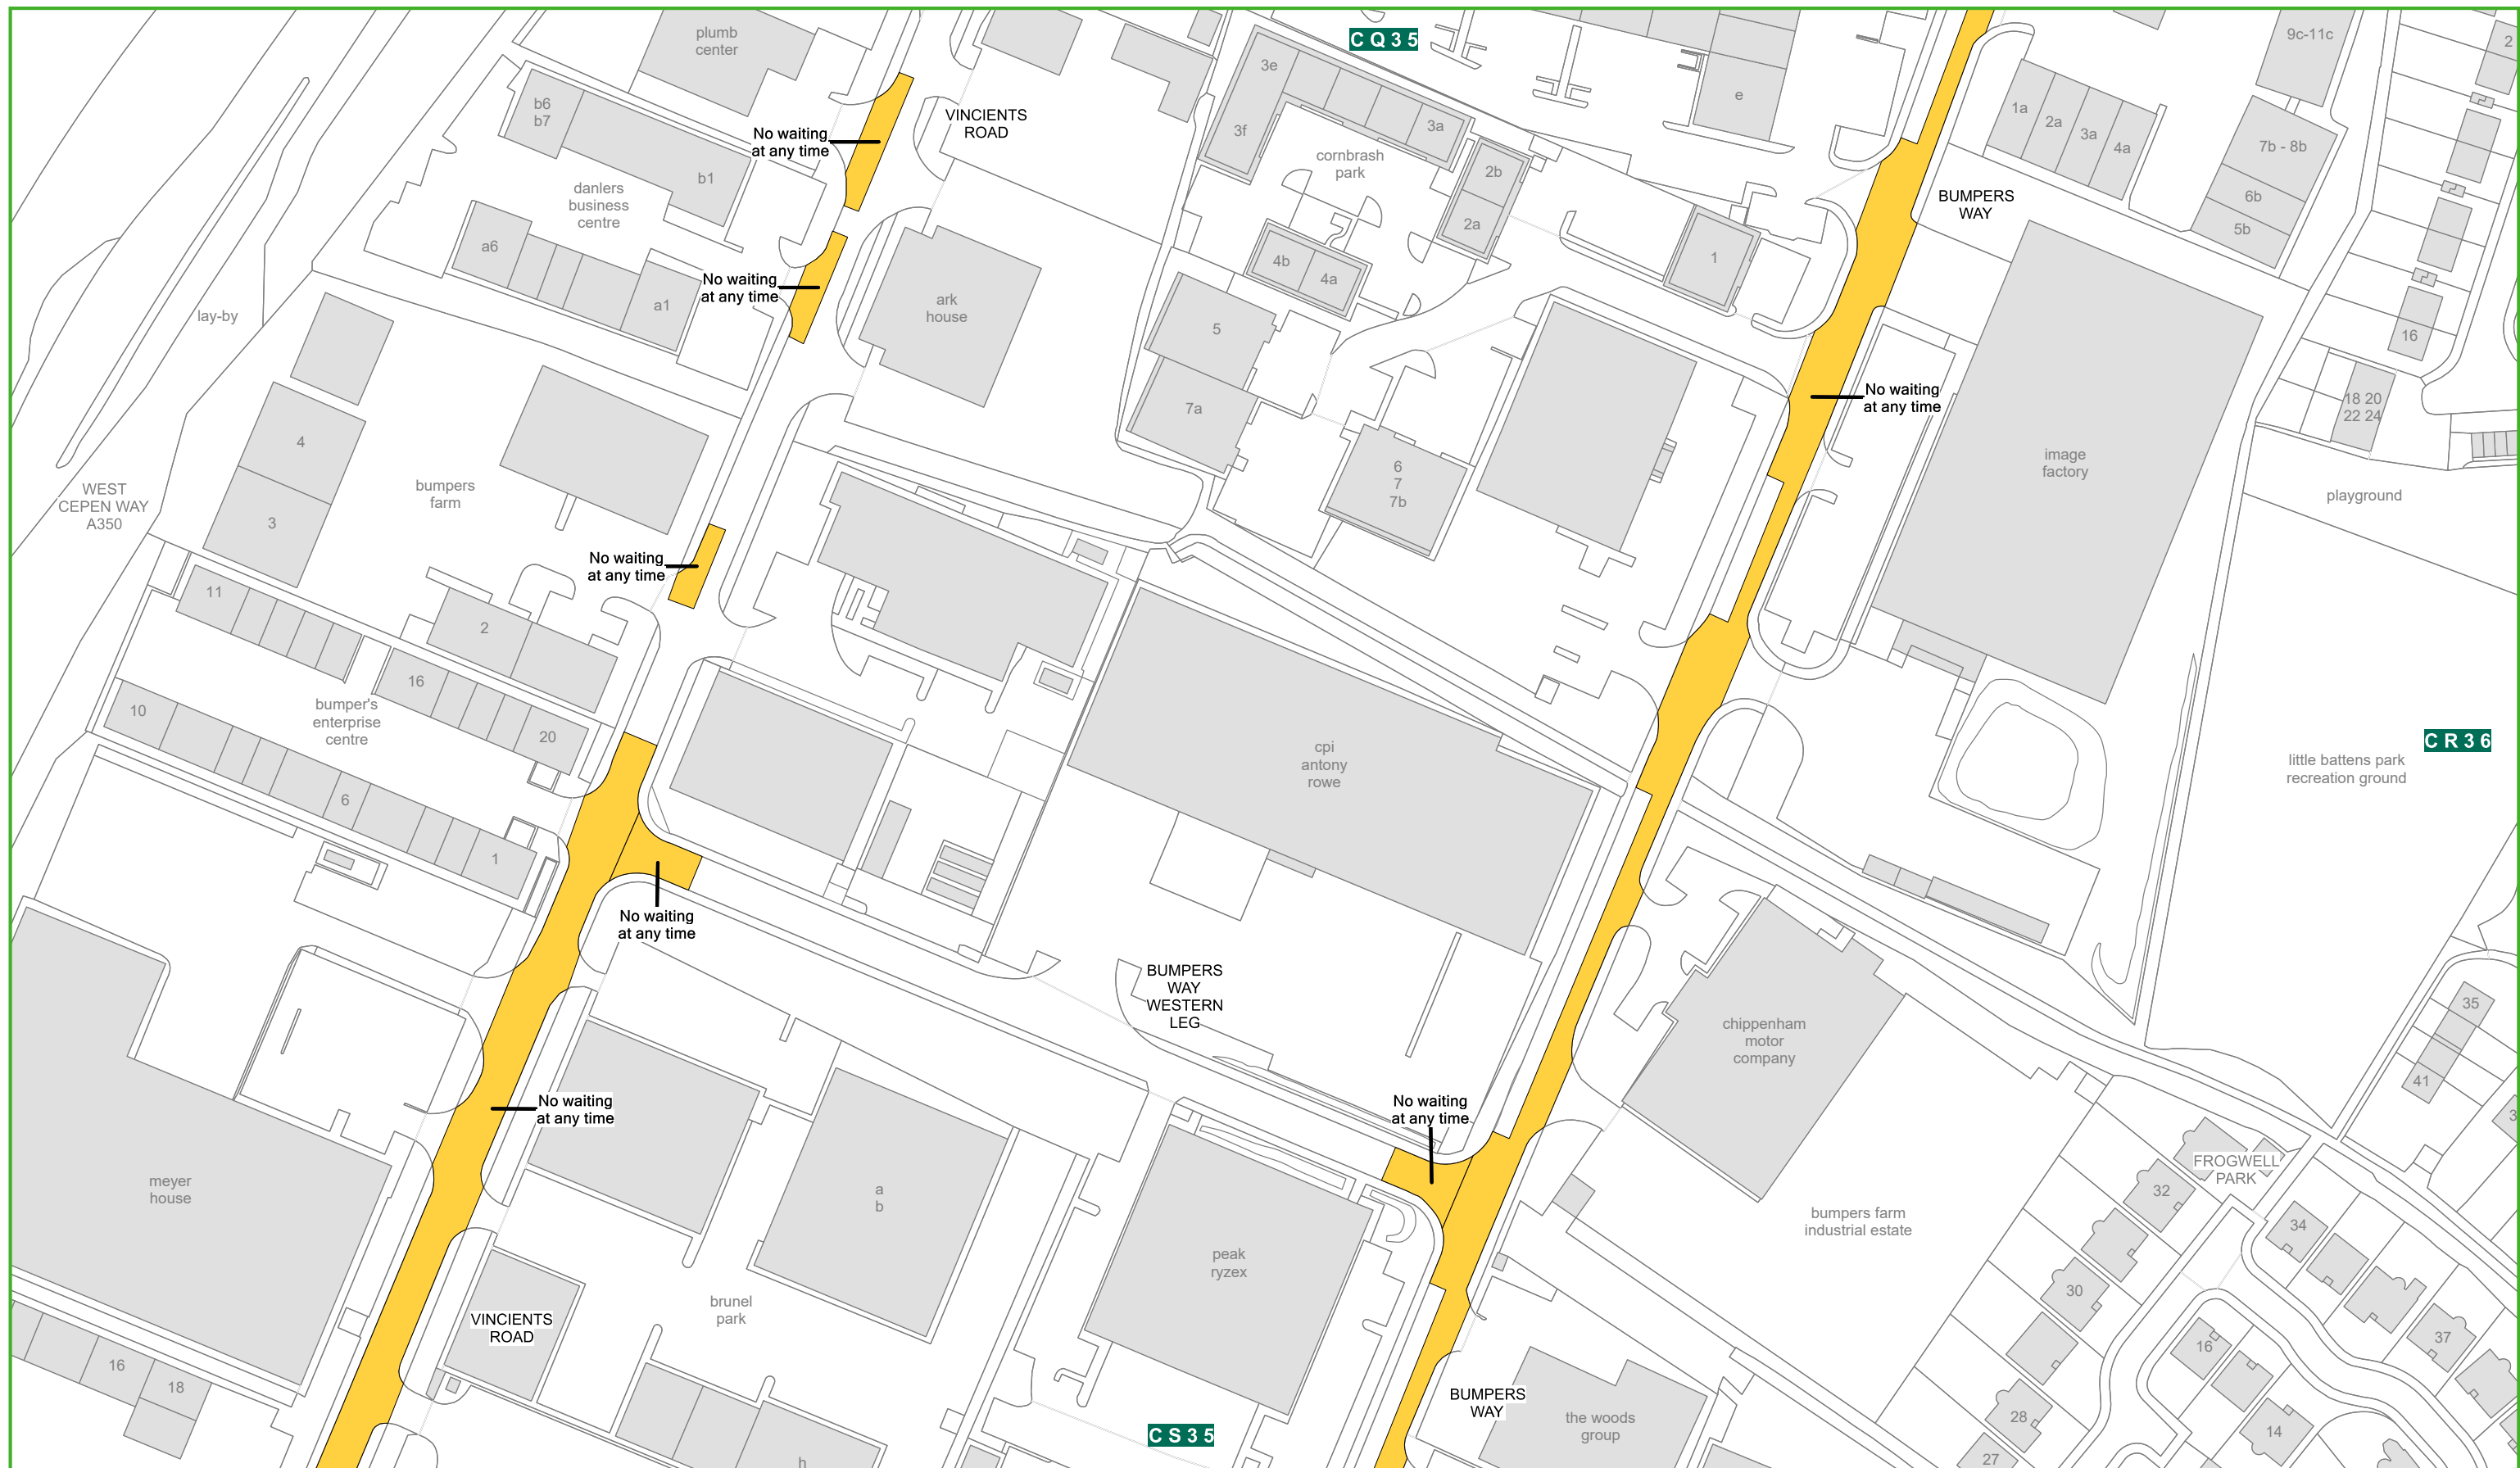 plumb
center
C Q 3 5
9c-11c
2
3e
b6
b7
e
1a
2a
3a
4a
VINCIENTS
ROAD
3f
3a
No waiting
at any time
cornbrash
park
7b - 8b
b1
2b
6b
danlers
business
centre
BUMPERS
WAY
2a
5b
a6
4b
4a
1
No waiting
at any time
a1
ark
house
lay-by
5
16
No waiting
at any time
7a
18 20
22 24
4
image
factory
6
7
7b
bumpers
farm
WEST
CEPEN WAY
A350
playground
3
No waiting
at any time
11
2
16
10
bumper's
enterprise
centre
20
cpi
antony
rowe
C R 3 6
little battens park
recreation ground
6
1
No waiting
at any time
BUMPERS
WAY
WESTERN
LEG
35
chippenham
motor
company
41
No waiting
at any time
No waiting
at any time
3
meyer
house
a
b
FROGWELL
PARK
32
bumpers farm
industrial estate
34
peak
ryzex
30
brunel
park
VINCIENTS
ROAD
37
16
16
18
BUMPERS
WAY
28
the woods
group
14
C S 3 5
27
h